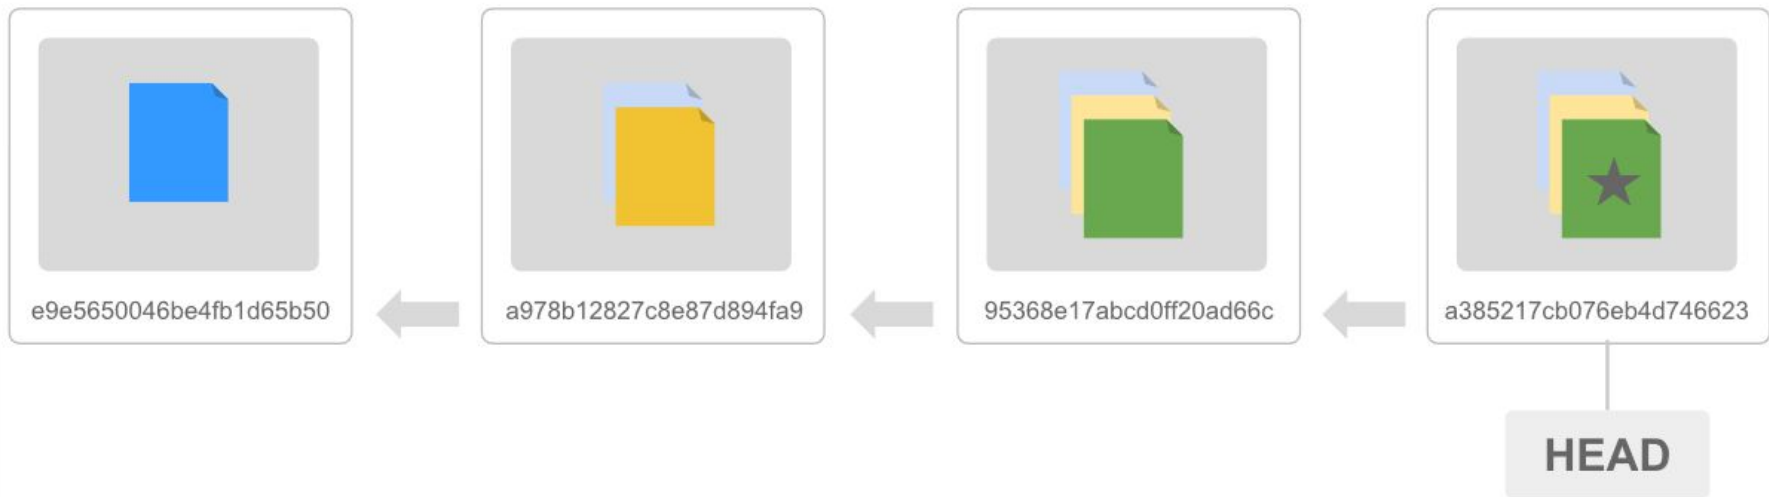 e9e5650046be4fb1d65b50
a978b12827c8e87d894fa9
95368e17abcd0ff20ad66c
a385217cb076eb4d746623
HEAD